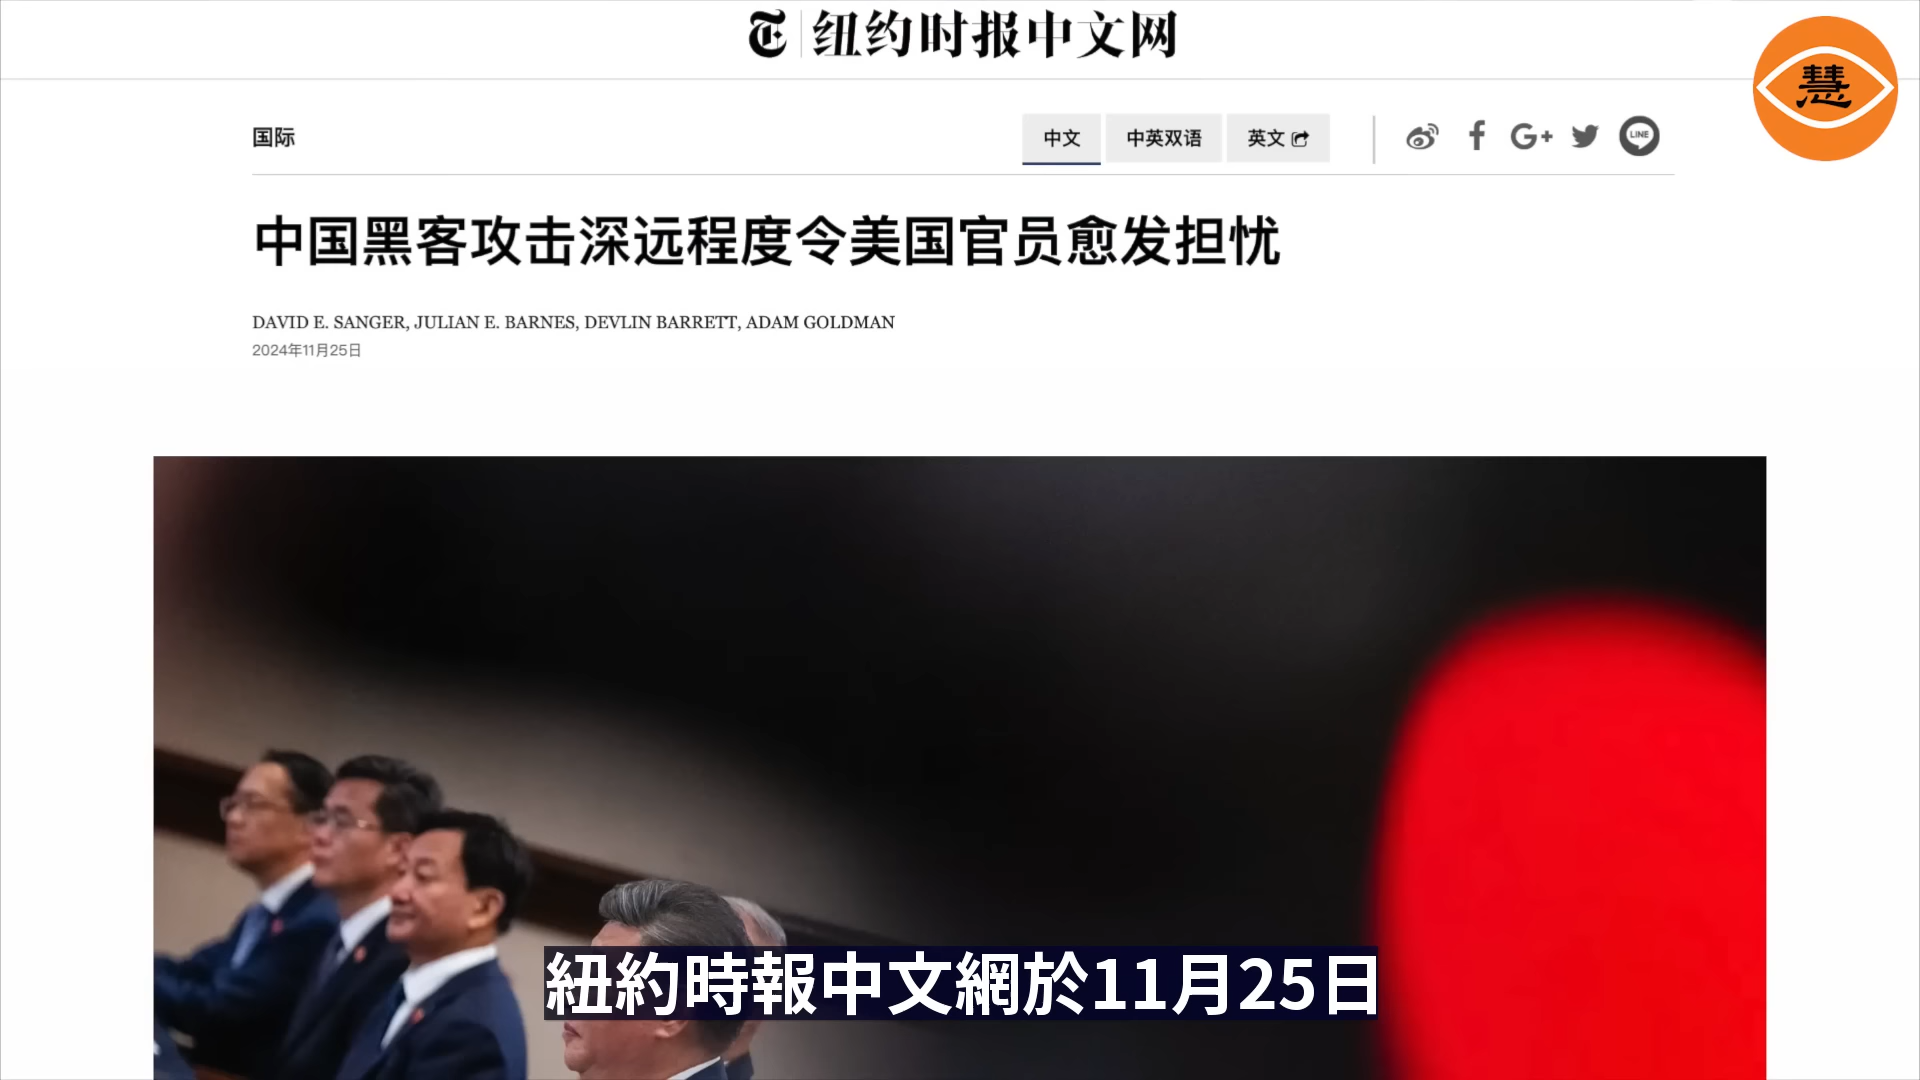 纽约时报中文网
慧
国际
中文
中英双语
英文
LINE
中国黑客攻击深远程度令美国官员愈发担忧
DAVID E. SANGER, JULIAN E. BARNES, DEVLIN BARRETT, ADAM GOLDMAN
2024年11月25日
紐約時報中文網於11月25日